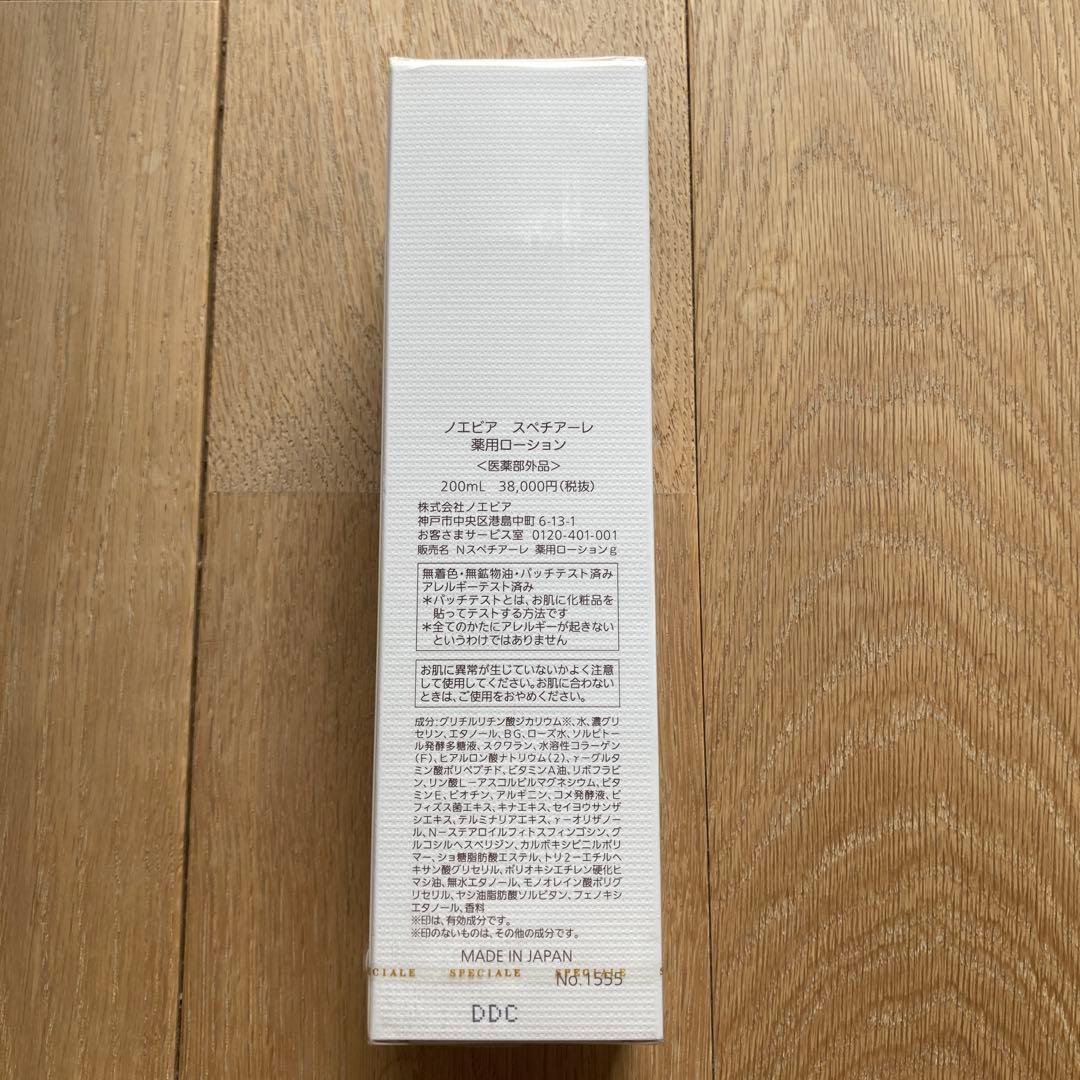 ノエビア　スペチアーレ
薬用ローション
＜医薬部外品＞
200mL　38,000円(税抜)
株式会社ノエビア
神戸市中央区港島中町 6-13-1
お客さまサービス室　0120-401-001
販売名　Nスペチアーレ　薬用ローションg
無着色・無鉱物油・パッチテスト済み
アレルギーテスト済み
＊パッチテストとは、お肌に化粧品を
貼ってテストする方法です
＊全てのかたにアレルギーが起きない
というわけではありません
お肌に異常が生じていないかよく注意
して使用してください。お肌に合わない
ときは、ご使用をおやめください。
成分：グリチルリチン酸ジカリウム※、水、濃グリ
セリン、エタノール、BG、ローズ水、ソルビトー
ル発酵多糖液、スクワラン、水溶性コラーゲン
(F)、ヒアルロン酸ナトリウム(2)、γーグルタ
ミン酸ポリペプチド、ビタミンA油、リボフラビ
ン、リン酸Lーアスコルビルマグネシウム、ビタ
ミンE、ビオチン、アルギニン、コメ発酵液、ビ
フィズス菌エキス、キナエキス、セイヨウサンザ
シエキス、テルミナリアエキス、γーオリザノー
ル、Nーステアロイルフィトスフィンゴシン、グ
ルコシルヘスペリジン、カルボキシビニルポリ
マー、ショ糖脂肪酸エステル、トリ2ーエチルヘ
キサン酸グリセリル、ポリオキシエチレン硬化ヒ
マシ油、無水エタノール、モノオレイン酸ポリグ
リセリル、ヤシ油脂肪酸ソルビタン、フェノキシ
エタノール、香料
※印は、有効成分です。
※印のないものは、その他の成分です。
MADE IN JAPAN
CIALE SPECIALE SPECIALE S
No.1555
DDC